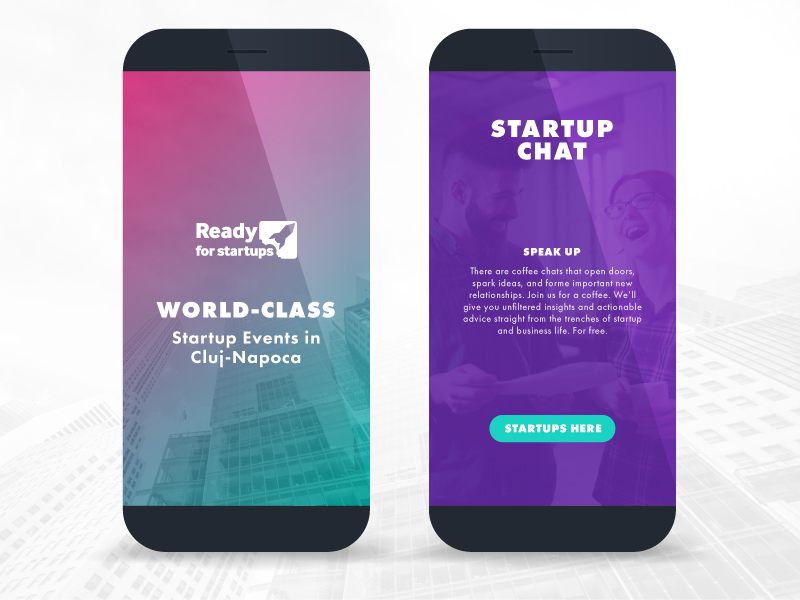 Ready
for startups
WORLD-CLASS
Startup Events in
Cluj-Napoca
STARTUP
CHAT
SPEAK UP
There are coffee chats that open doors,
spark ideas, and forme important new
relationships. Join us for a coffee. We'll
give you unfiltered insights and actionable
advice straight from the trenches of startup
and business life. For free.
STARTUPS HERE